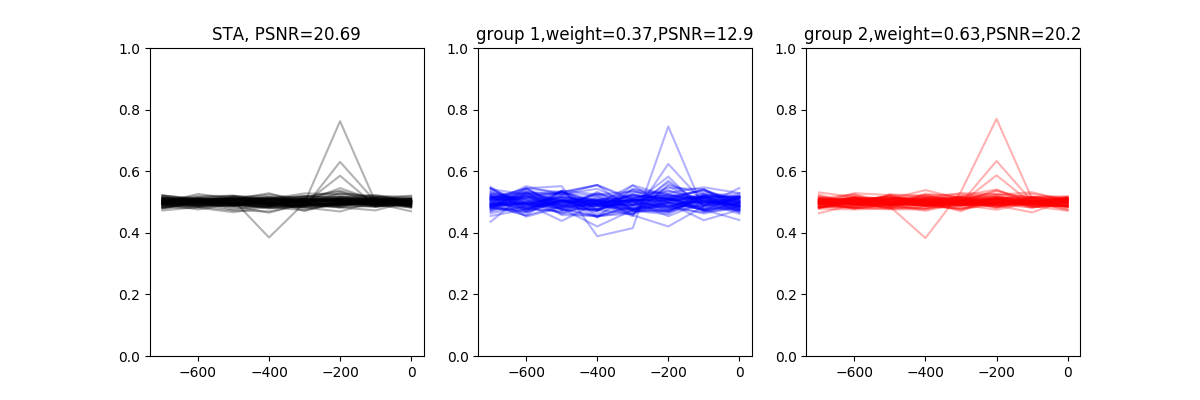 STA, PSNR=20.69
group 1,weight=0.37,PSNR=12.9
group 2,weight=0.63,PSNR=20.2
1.0 1.0 1.0
0.8 0.8 0.8
0.6 0.6 0.6
0.4 0.4 0.4
0.2 0.2 0.2
0.0 0.0 0.0
−600 −400 −200 0 −600 −400 −200 0 −600 −400 −200 0